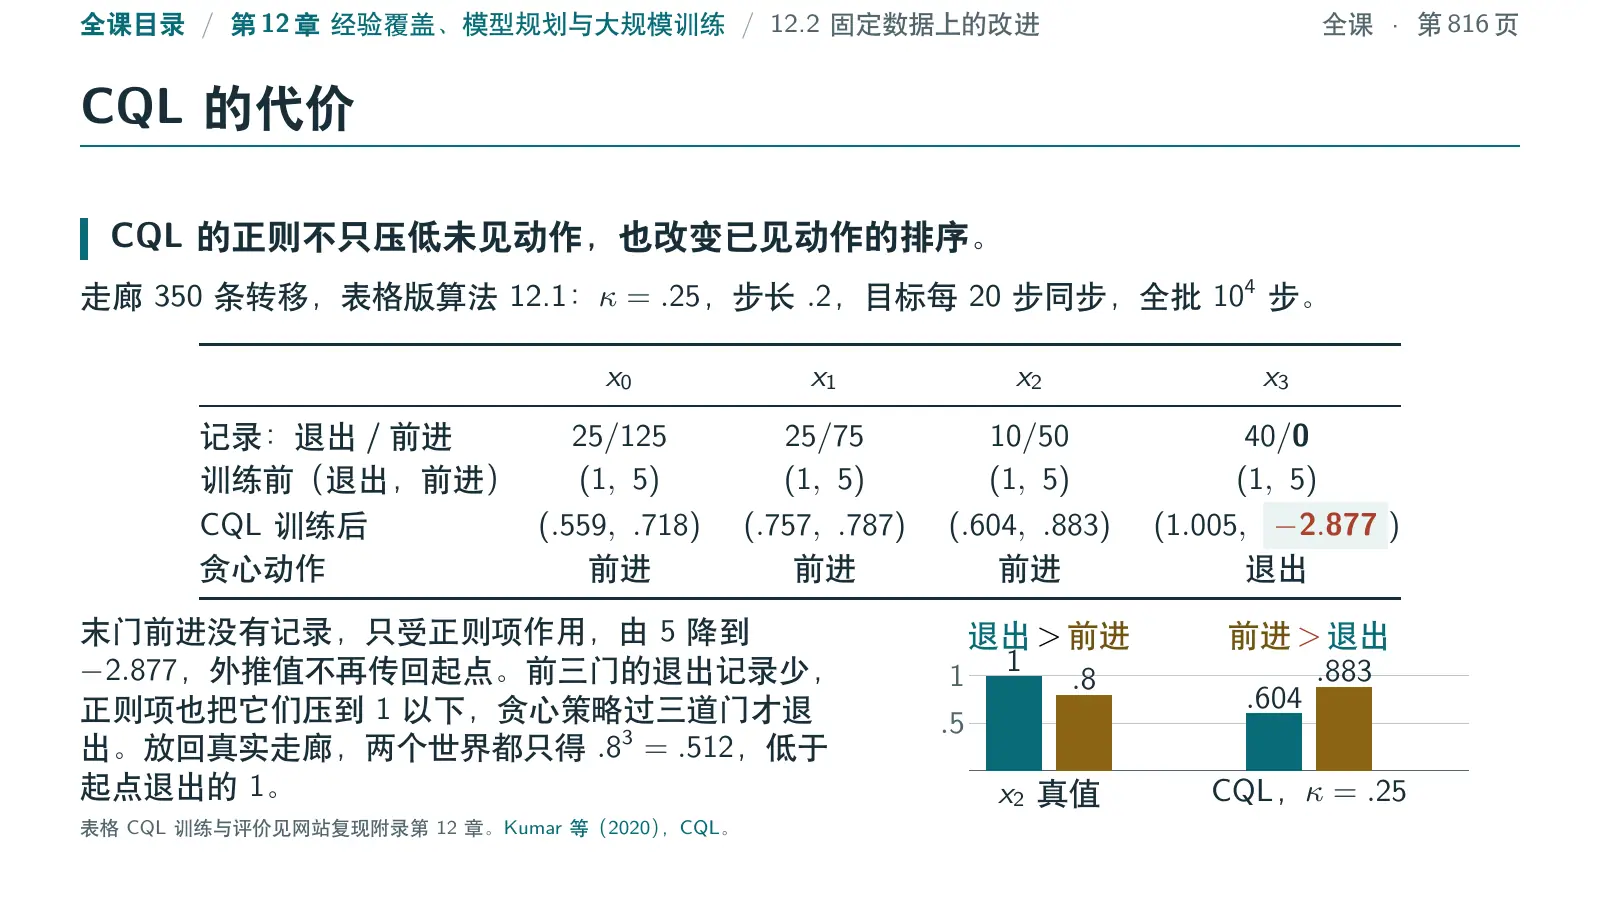 全课目录 / 第 12 章 经验覆盖、模型规划与大规模训练 / 12.2 固定数据上的改进 全课 · 第 816 页
CQL 的代价
CQL 的正则不只压低未见动作，也改变已见动作的排序。
走廊 350 条转移，表格版算法 12.1：κ = .25，步长 .2，目标每 20 步同步，全批 10⁴ 步。
x₀ x₁ x₂ x₃
记录：退出 / 前进 25/125 25/75 10/50 40/0
训练前（退出，前进） (1, 5) (1, 5) (1, 5) (1, 5)
CQL 训练后 (.559, .718) (.757, .787) (.604, .883) (1.005, −2.877)
贪心动作 前进 前进 前进 退出
末门前进没有记录，只受正则项作用，由 5 降到
−2.877，外推值不再传回起点。前三门的退出记录少，
正则项也把它们压到 1 以下，贪心策略过三道门才退
出。放回真实走廊，两个世界都只得 .8³ = .512，低于
起点退出的 1。
退出 > 前进 前进 > 退出
1 .8 .604 .883
1
.5
x₂ 真值 CQL，κ = .25
表格 CQL 训练与评价见网站复现附录第 12 章。Kumar 等（2020），CQL。